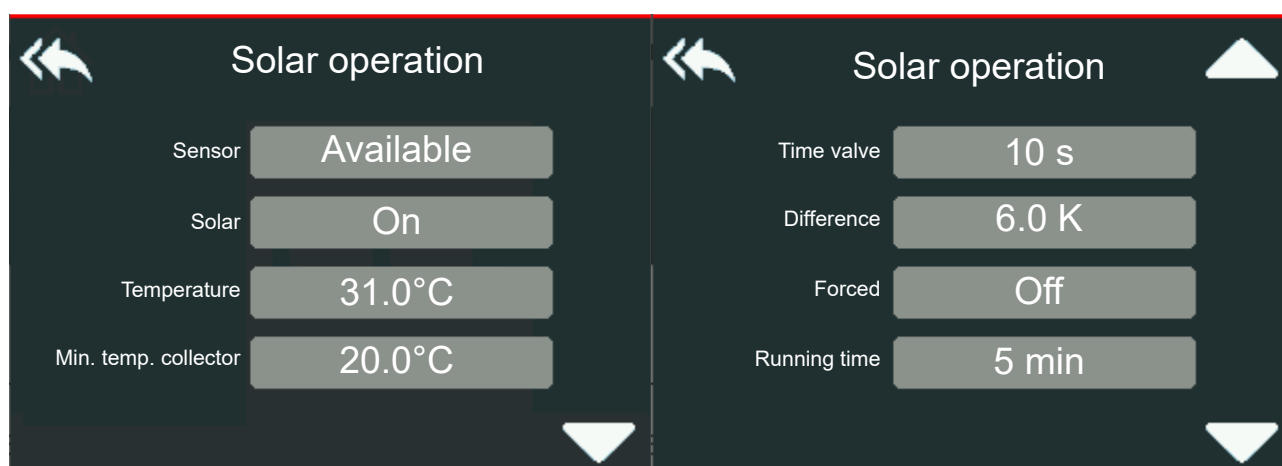 Solar operation
Sensor Available
Solar On
Temperature 31.0°C
Min. temp. collector 20.0°C
Solar operation
Time valve 10 s
Difference 6.0 K
Forced Off
Running time 5 min